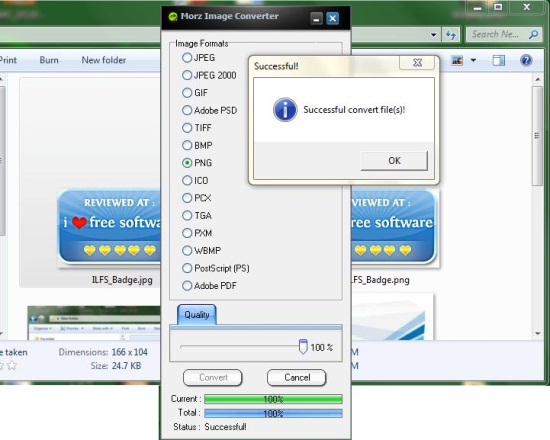 Morz Image Converter
Search Ne...
Print
Burn
New folder
Image Formats
JPEG
JPEG 2000
GIF
Adobe PSD
TIFF
BMP
PNG
ICO
PCX
TGA
PXM
WBMP
PostScript (PS)
Adobe PDF
Successful!
Successful convert file(s)!
OK
REVIEWED AT :
i free software
ILFS_Badge.jpg
REVIEWED AT :
free software
ILFS_Badge.png
Quality
100 %
Convert
Cancel
Current :
100%
Total :
100%
Status : Successful!
e taken
Dimensions: 166 x 104
Size: 24.7 KB
M
M